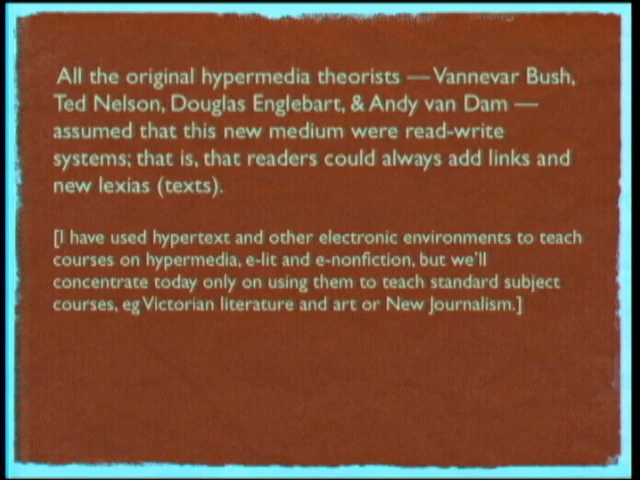 All the original hypermedia theorists — Vannevar Bush,
Ted Nelson, Douglas Englebart, & Andy van Dam —
assumed that this new medium were read-write
systems; that is, that readers could always add links and
new lexias (texts).
[I have used hypertext and other electronic environments to teach
courses on hypermedia, e-lit and e-nonfiction, but we'll
concentrate today only on using them to teach standard subject
courses, eg Victorian literature and art or New Journalism.]